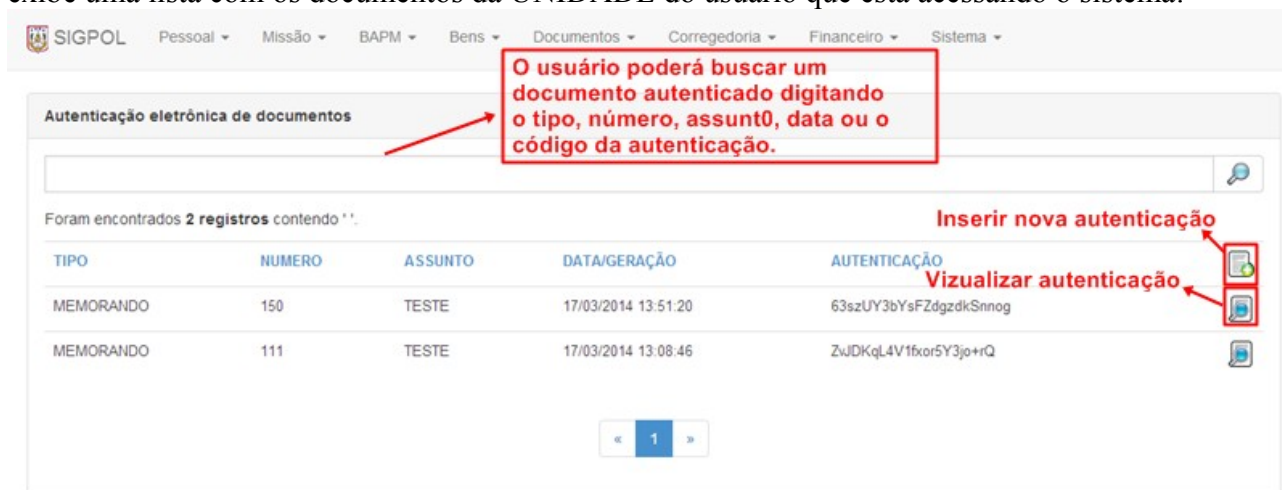 exibe uma lista com os documentos da UNIDADE do usuário que está acessando o sistema.
SIGPOL Pessoal Missão BAPM Bens Documentos Corregedoria Financeiro Sistema
O usuário poderá buscar um
documento autenticado digitando
o tipo, número, assunt0, data ou o
código da autenticação.
Autenticação eletrônica de documentos
Foram encontrados 2 registros contendo ' '.
Inserir nova autenticação
TIPO NUMERO ASSUNTO DATA/GERAÇÃO AUTENTICAÇÃO
Vizualizar autenticação
MEMORANDO 150 TESTE 17/03/2014 13:51:20 63szUY3bYsFZdgzdkSnnog
MEMORANDO 111 TESTE 17/03/2014 13:08:46 ZvJDKqL4V1fxor5Y3jo+rQ
« 1 »